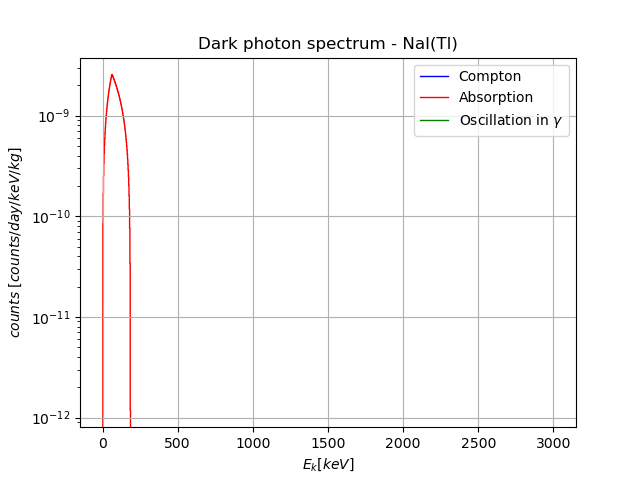 Dark photon spectrum - NaI(Tl)
Compton
Absorption
Oscillation in γ
counts [counts/day/keV/kg]
10⁻⁹
10⁻¹⁰
10⁻¹¹
10⁻¹²
0 500 1000 1500 2000 2500 3000
Eₖ[keV]